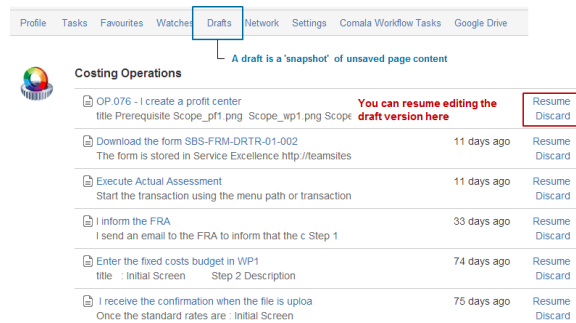 Profile Tasks Favourites Watches Drafts Network Settings Comala Workflow Tasks Google Drive
A draft is a 'snapshot' of unsaved page content
Costing Operations
OP.076 - I create a profit center
title Prerequisite Scope_pf1.png Scope_wp1.png Scope
You can resume editing the
draft version here
Resume
Discard
Download the form SBS-FRM-DRTR-01-002 11 days ago Resume
The form is stored in Service Excellence http://teamsites Discard
Execute Actual Assessment 11 days ago Resume
Start the transaction using the menu path or transaction Discard
I inform the FRA 33 days ago Resume
I send an email to the FRA to inform that the c Step 1 Discard
Enter the fixed costs budget in WP1 74 days ago Resume
title : Initial Screen Step 2 Description Discard
I receive the confirmation when the file is uploa 75 days ago Resume
Once the standard rates are : Initial Screen Discard